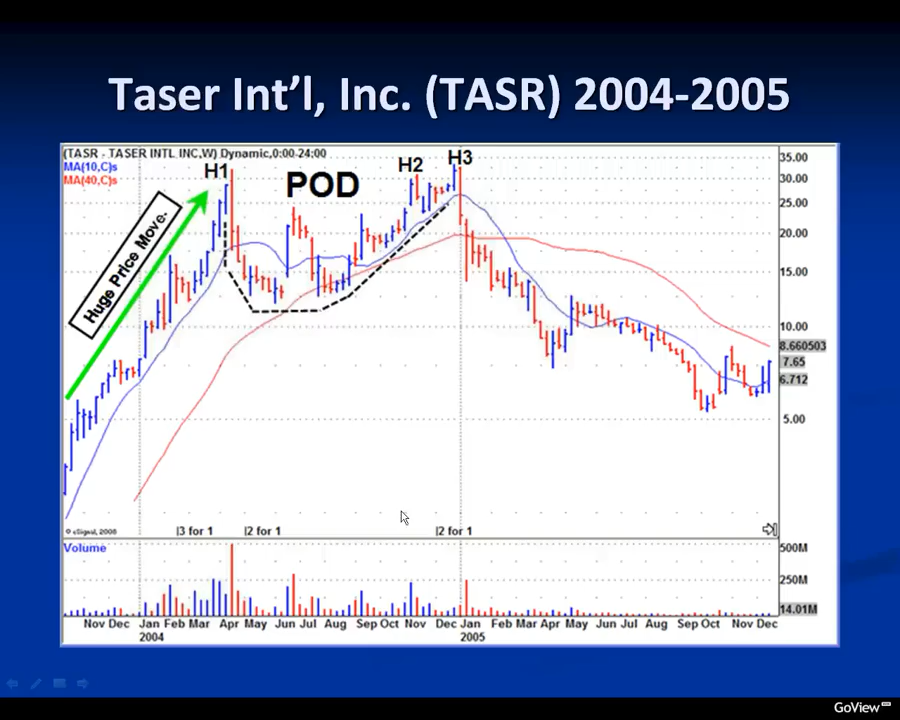 Taser Int'l, Inc. (TASR) 2004-2005
(TASR - TASER INTL INC,W) Dynamic,0:00-24:00
MA(10,C)s
MA(40,C)s
H1
POD
H2
H3
Huge Price Move.
35.00
30.00
25.00
20.00
15.00
10.00
8.660503
7.65
6.712
5.00
© eSignal, 2008
3 for 1
2 for 1
2 for 1
Volume
500M
250M
14.01M
Nov Dec Jan Feb Mar Apr May Jun Jul Aug Sep Oct Nov Dec Jan Feb Mar Apr May Jun Jul Aug Sep Oct Nov Dec
2004 2005
GoView